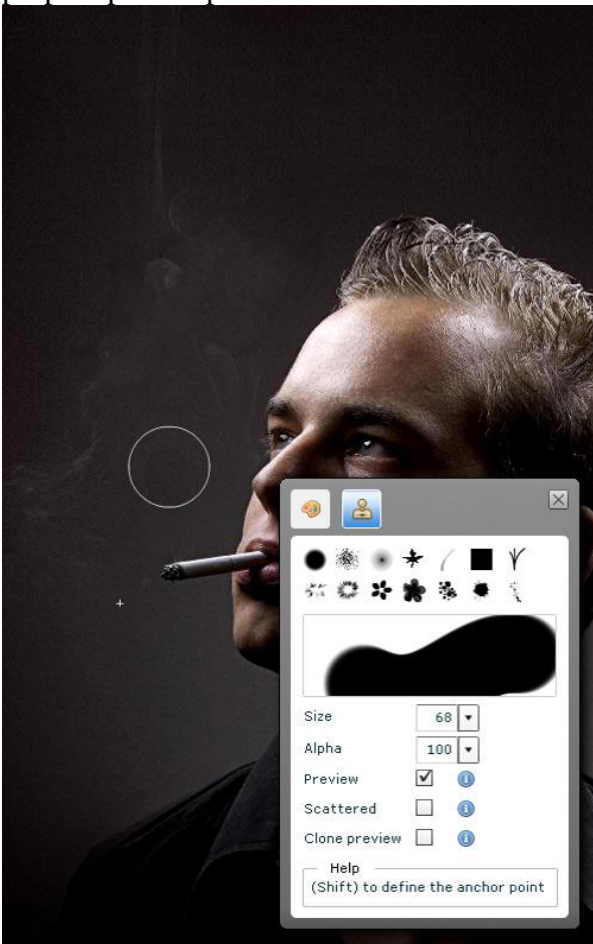 Size 68
Alpha 100
Preview
Scattered
Clone preview
Help
(Shift) to define the anchor point